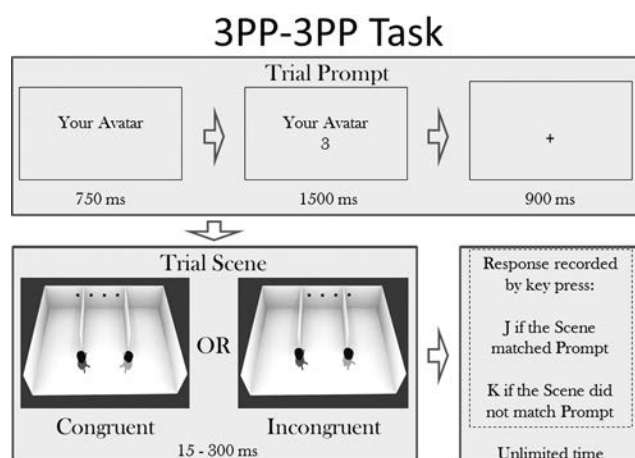 3PP-3PP Task
Trial Prompt
Your Avatar
750 ms
Your Avatar
3
1500 ms
+
900 ms
Trial Scene
OR
Congruent
Incongruent
15 - 300 ms
Response recorded
by key press:
J if the Scene
matched Prompt
K if the Scene did
not match Prompt
Unlimited time